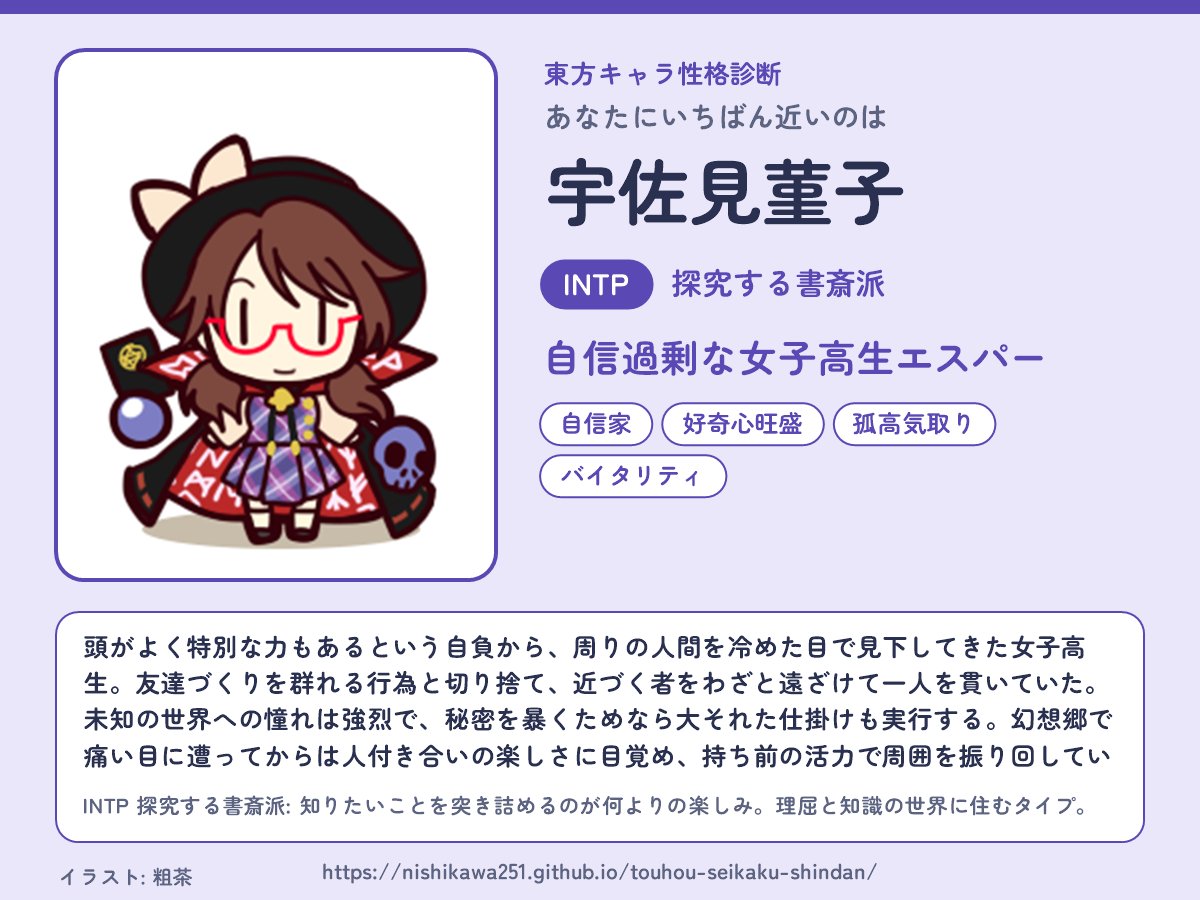 東方キャラ性格診断
あなたにいちばん近いのは
宇佐見菫子
INTP 探究する書斎派
自信過剰な女子高生エスパー
自信家 好奇心旺盛 孤高気取り
バイタリティ
頭がよく特別な力もあるという自負から、周りの人間を冷めた目で見下してきた女子高
生。友達づくりを群れる行為と切り捨て、近づく者をわざと遠ざけて一人を貫いていた。
未知の世界への憧れは強烈で、秘密を暴くためなら大それた仕掛けも実行する。幻想郷で
痛い目に遭ってからは人付き合いの楽しさに目覚め、持ち前の活力で周囲を振り回してい
INTP 探究する書斎派: 知りたいことを突き詰めるのが何よりの楽しみ。理屈と知識の世界に住むタイプ。
イラスト: 粗茶
https://nishikawa251.github.io/touhou-seikaku-shindan/